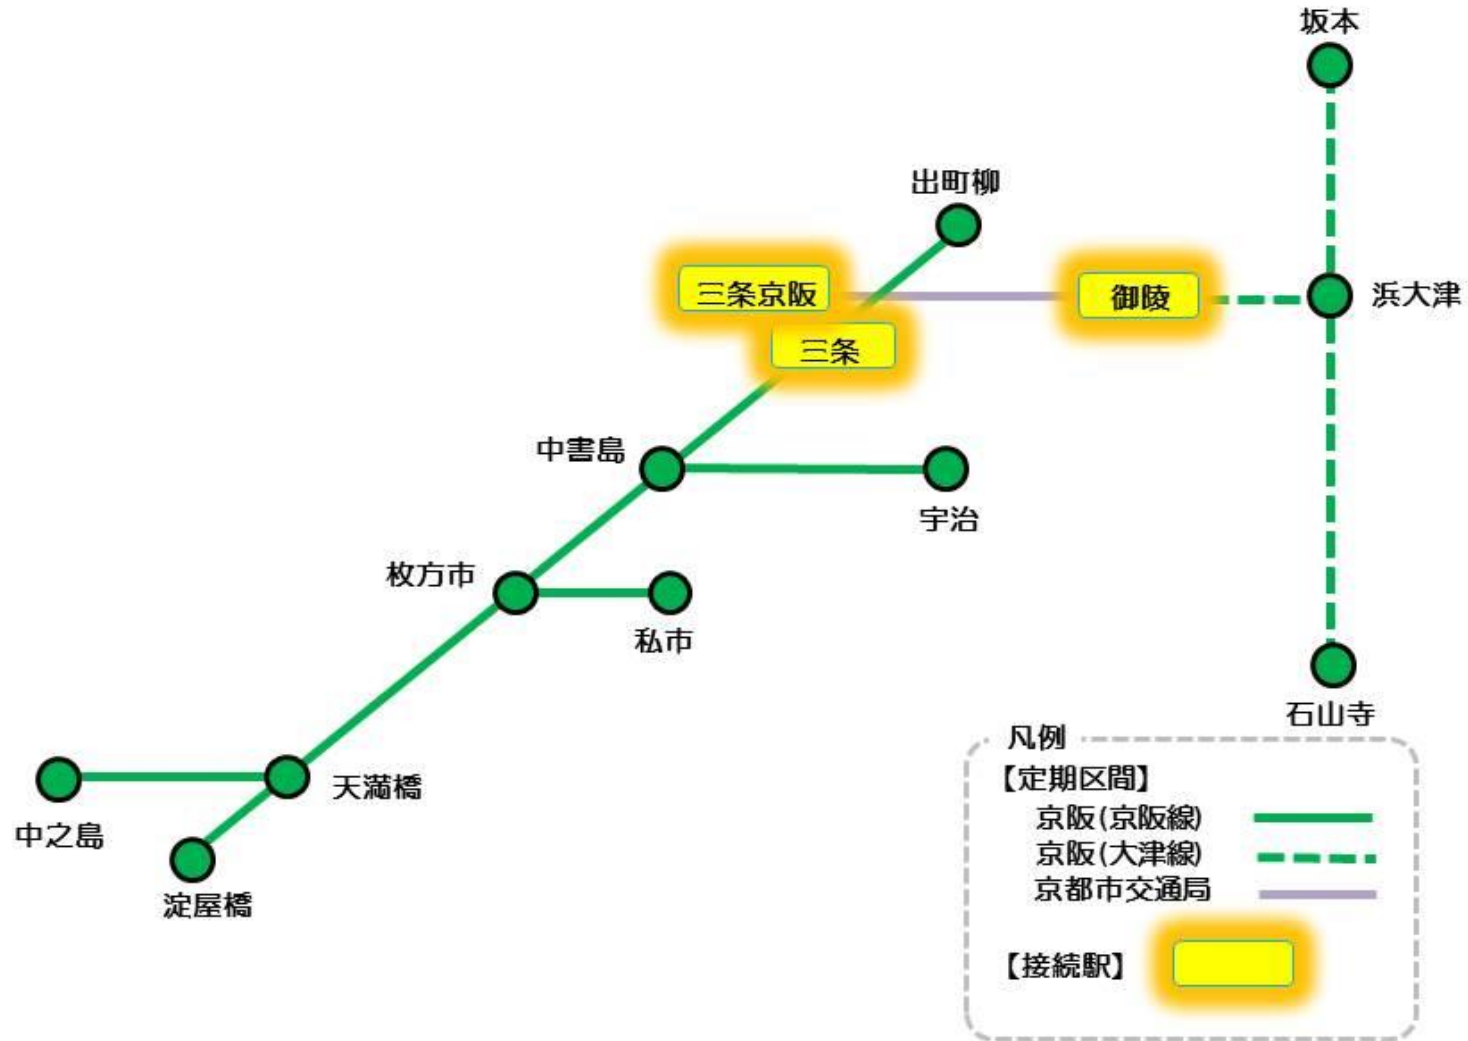 坂本
出町柳
三条京阪
御陵
浜大津
三条
中書島
宇治
枚方市
私市
石山寺
天満橋
中之島
淀屋橋
凡例
【定期区間】
京阪(京阪線)
京阪(大津線)
京都市交通局
【接続駅】